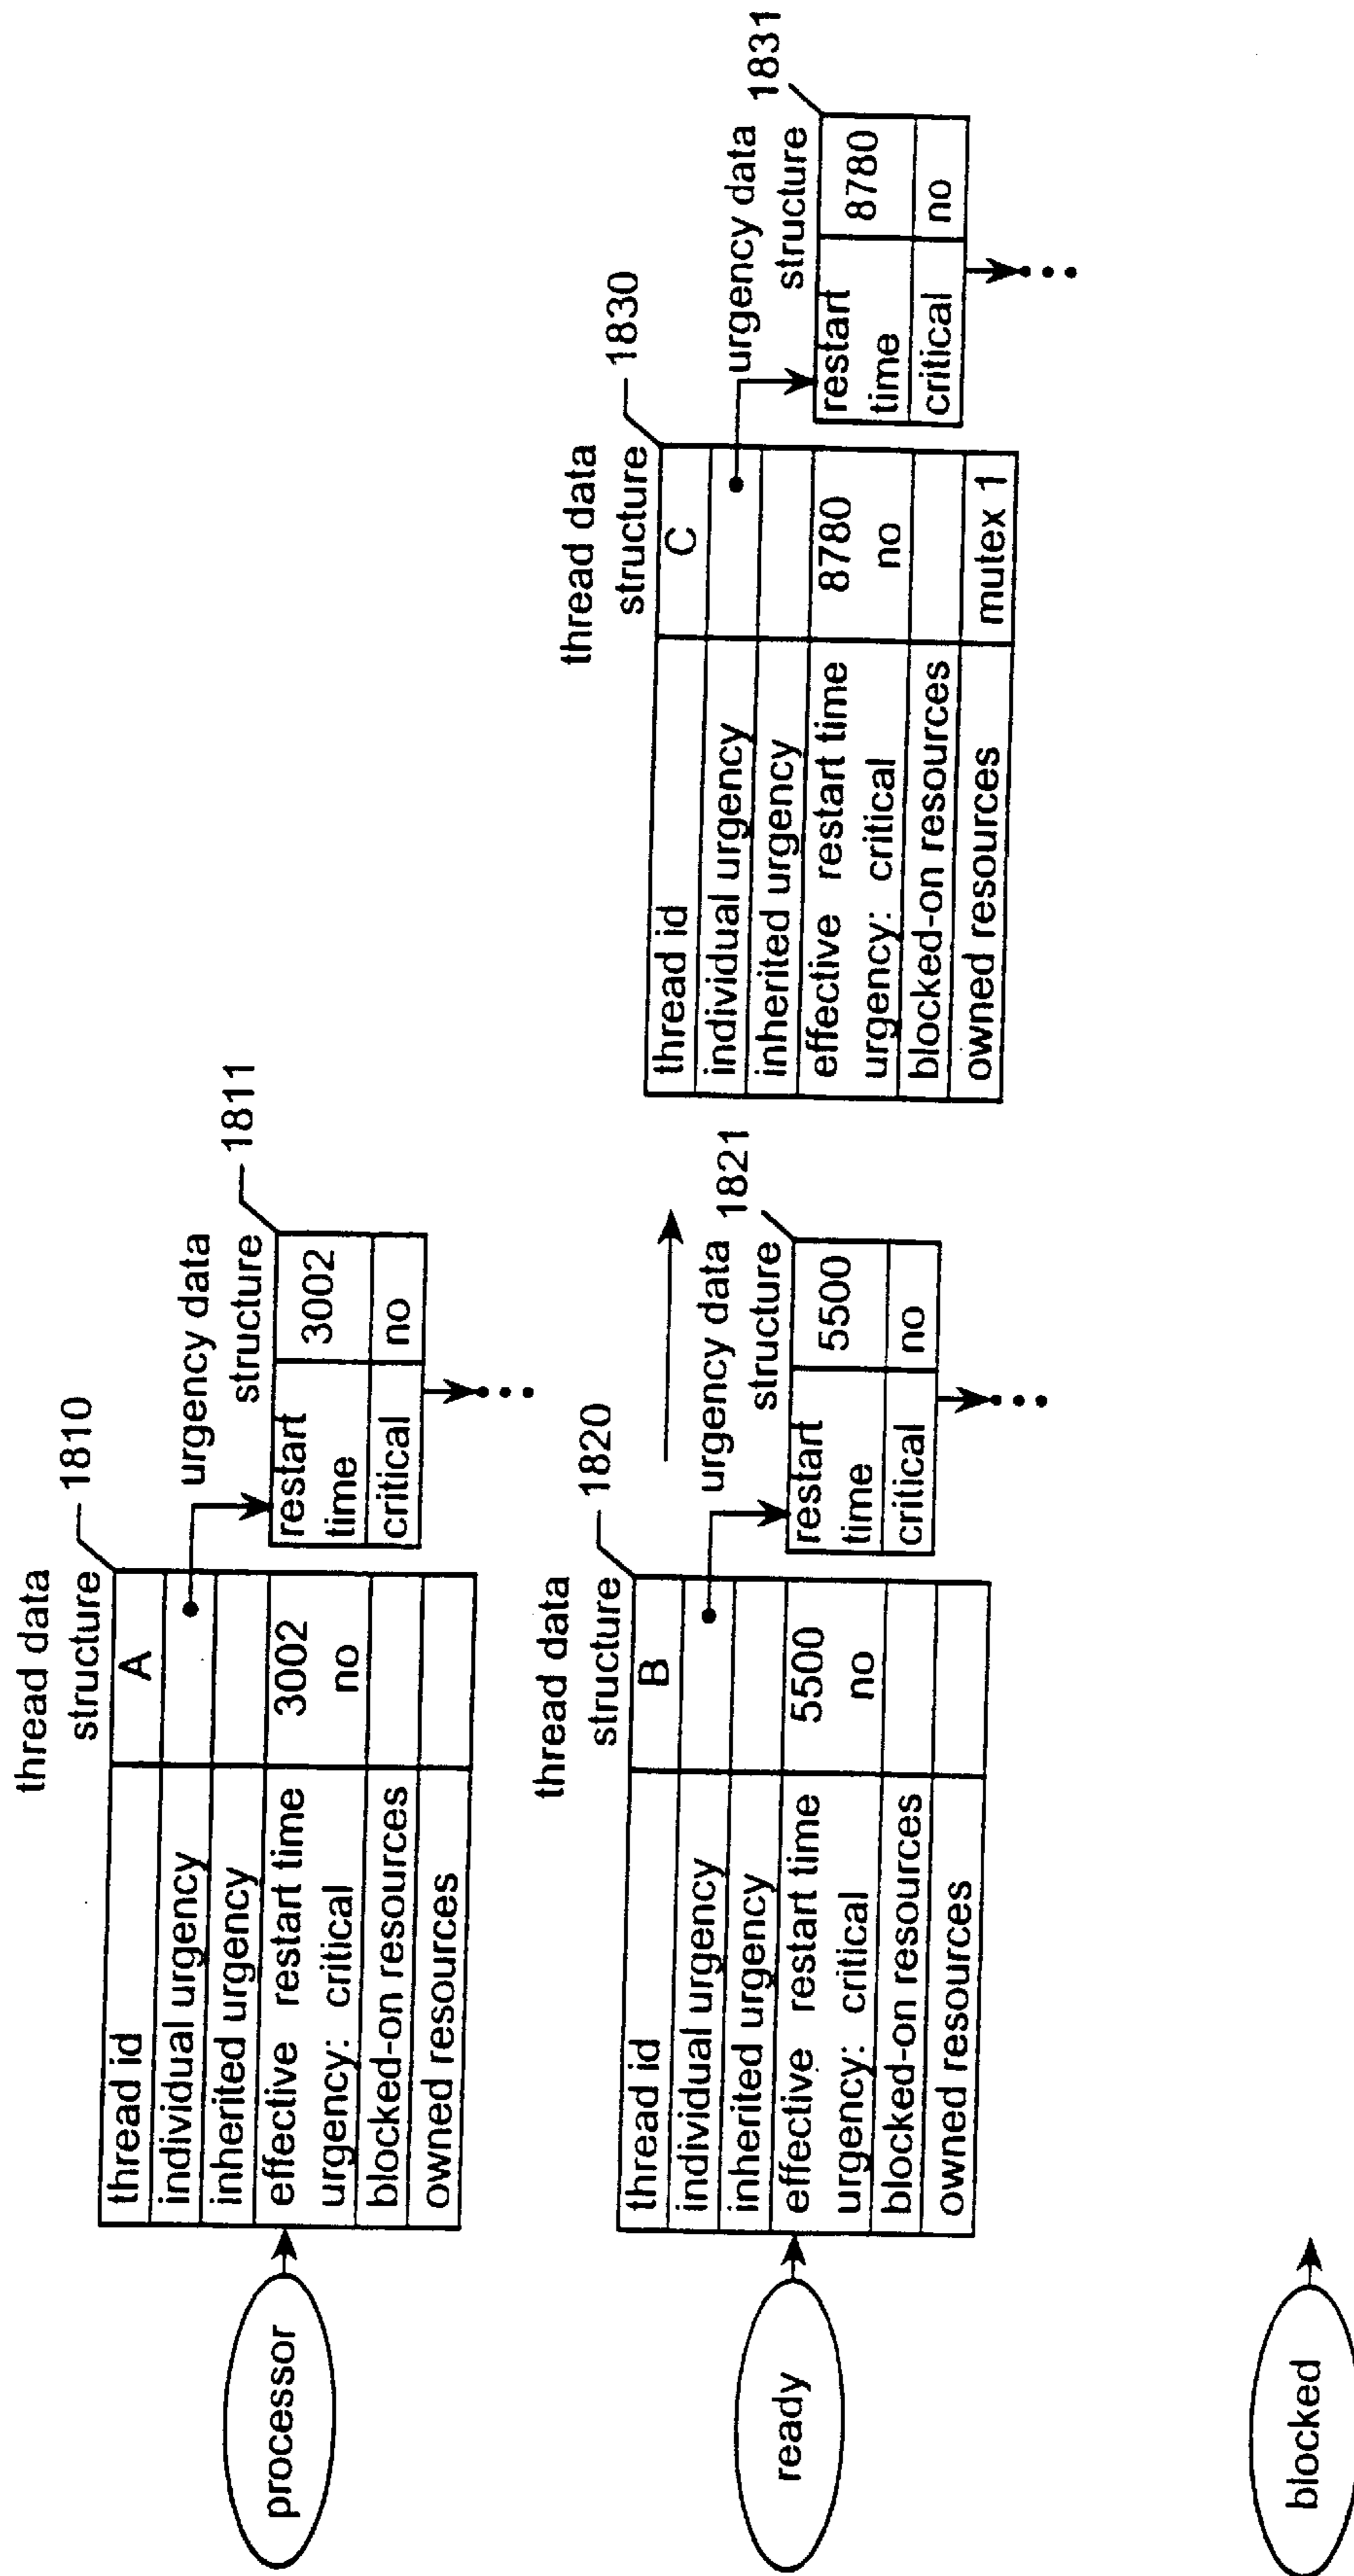 thread data
structure
1810
processor
thread id A
individual urgency
urgency data
structure
1811
inherited urgency
effective restart time 3002
urgency: critical no
blocked-on resources
owned resources
restart
time 3002
critical no
thread data
structure
1820
ready
thread id B
individual urgency
urgency data
structure
1821
inherited urgency
effective restart time 5500
urgency: critical no
blocked-on resources
owned resources
restart
time 5500
critical no
thread data
structure
1830
thread id C
individual urgency
urgency data
structure
1831
inherited urgency
effective restart time 8780
urgency: critical no
blocked-on resources
owned resources mutex 1
restart
time 8780
critical no
blocked